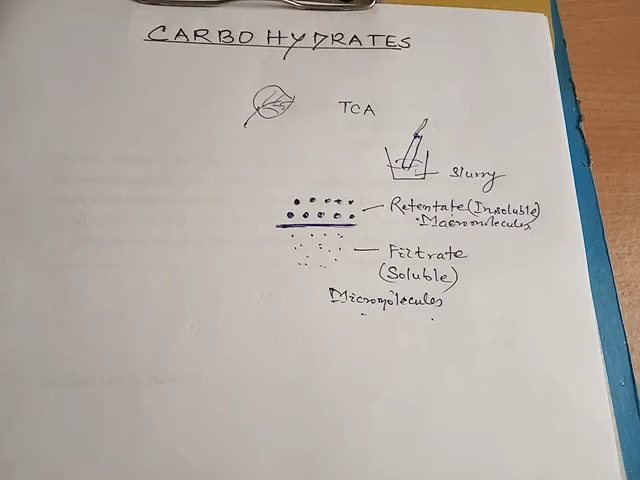 CARBOHYDRATES
TCA
Slurry
Retentate (Insoluble)
Macromolecules
Filtrate
(Soluble)
Micromolecules